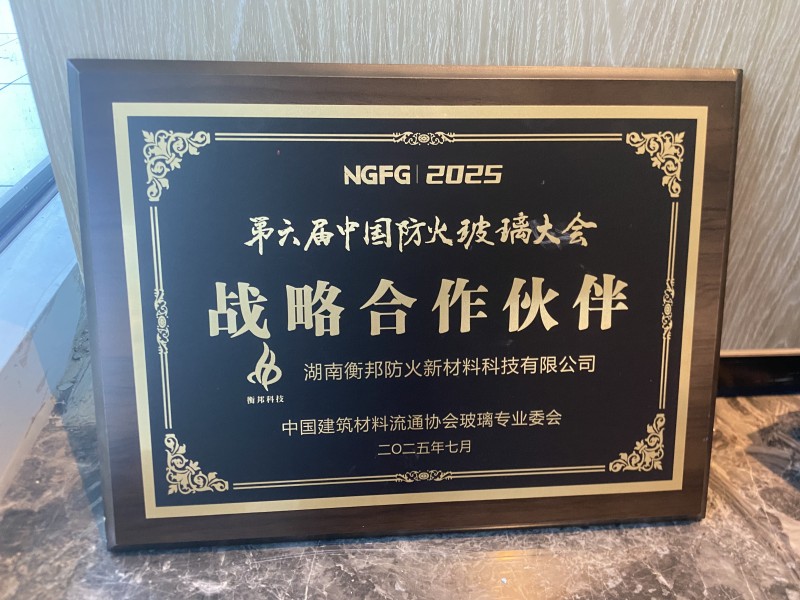 NGFG | 2025
第六届中国防火玻璃大会
战略合作伙伴
衡邦科技
湖南衡邦防火新材料科技有限公司
中国建筑材料流通协会玻璃专业委会
二〇二五年七月